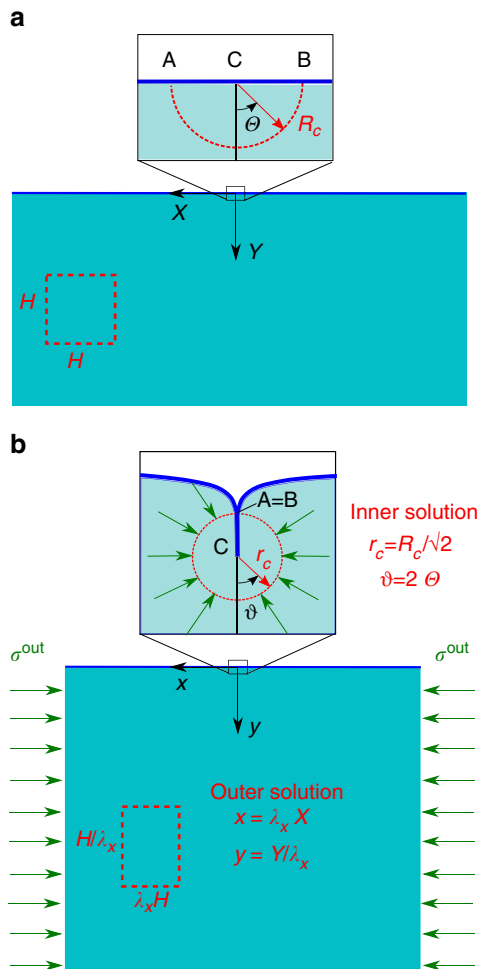 a
A C B
Θ
R_c
X
Y
H
H
b
A=B
C
r_c
ϑ
Inner solution
r_c=R_c/√2
ϑ=2 Θ
σ^out
σ^out
x
y
Outer solution
x = λ_x X
y = Y/λ_x
H/λ_x
λ_xH